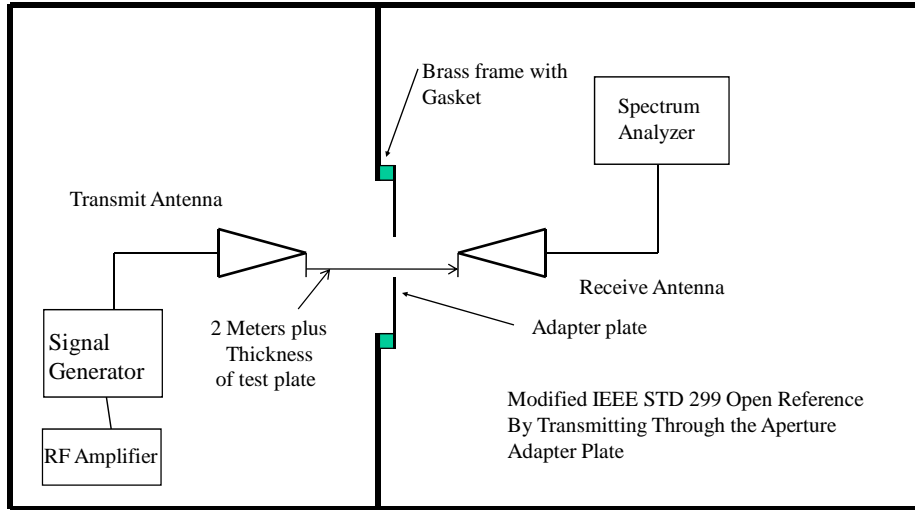 Brass frame with
Gasket
Spectrum
Analyzer
Transmit Antenna
Receive Antenna
2 Meters plus
Thickness
of test plate
Adapter plate
Signal
Generator
RF Amplifier
Modified IEEE STD 299 Open Reference
By Transmitting Through the Aperture
Adapter Plate